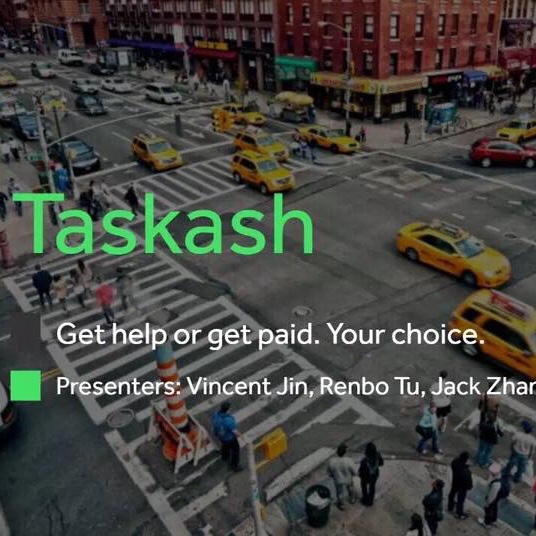 Taskash
Get help or get paid. Your choice.
Presenters: Vincent Jin, Renbo Tu, Jack